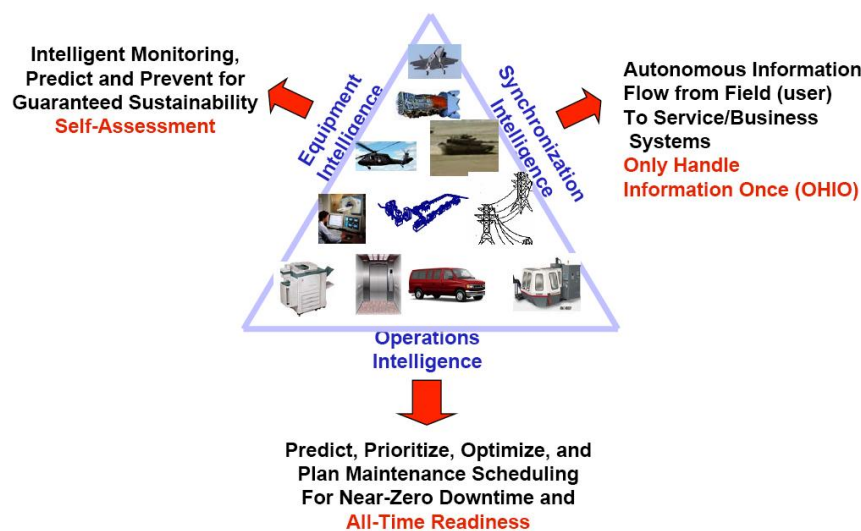 Intelligent Monitoring,
Predict and Prevent for
Guaranteed Sustainability
Self-Assessment
Equipment
Intelligence
Synchronization
Intelligence
Autonomous Information
Flow from Field (user)
To Service/Business
Systems
Only Handle
Information Once (OHIO)
Operations
Intelligence
Predict, Prioritize, Optimize, and
Plan Maintenance Scheduling
For Near-Zero Downtime and
All-Time Readiness